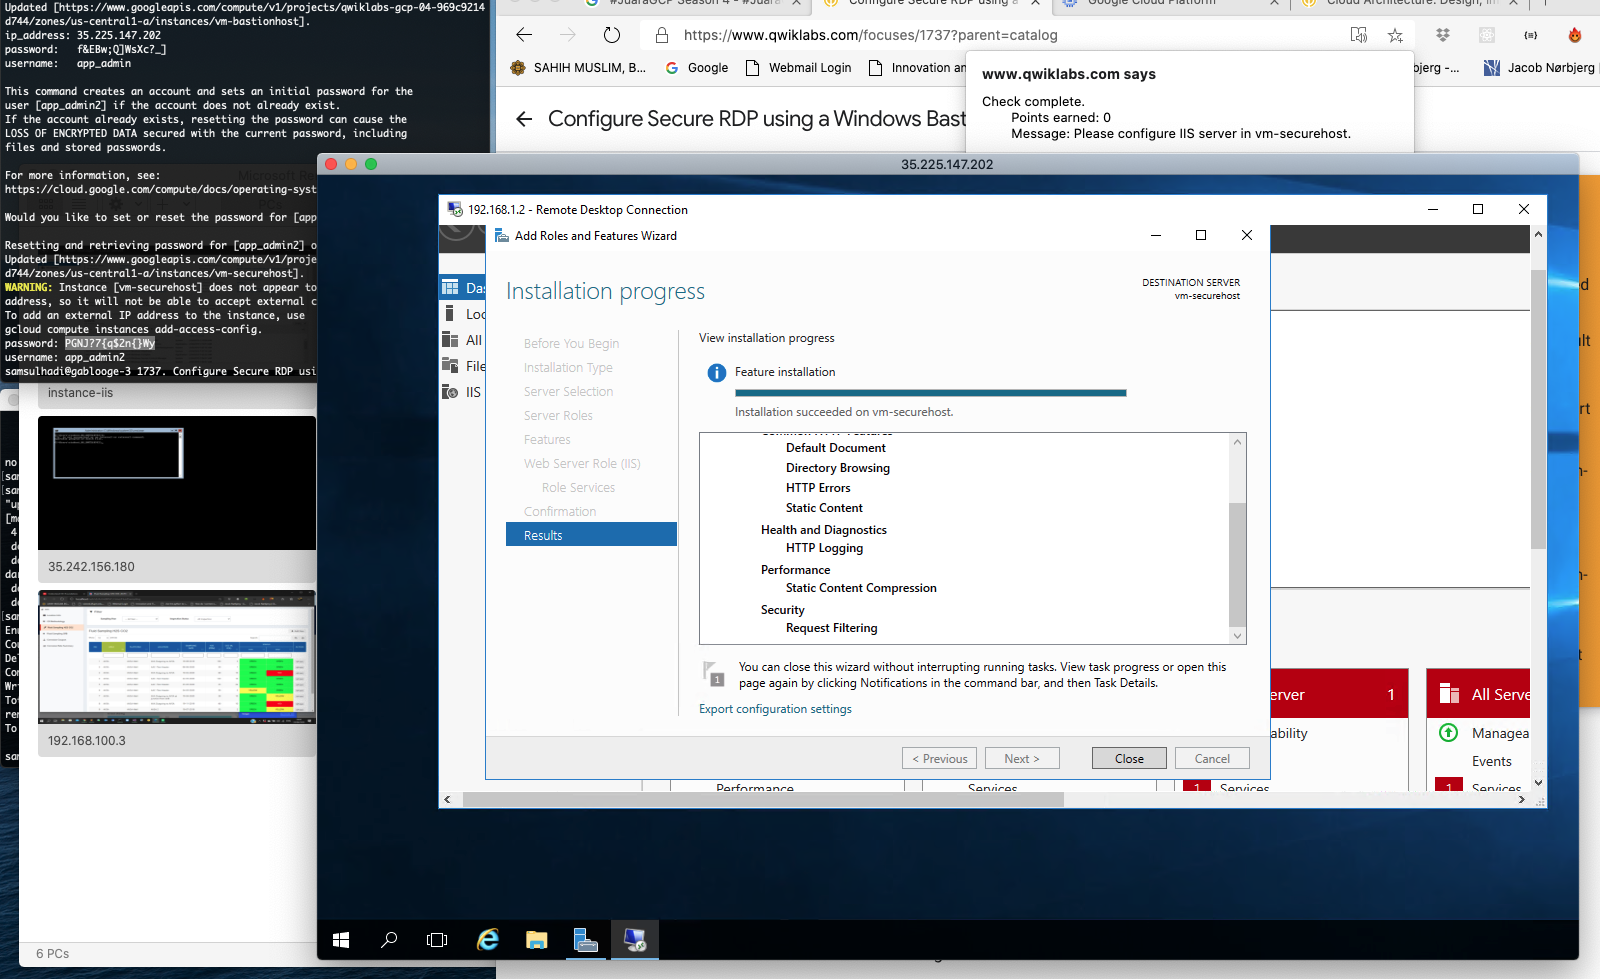 Updated [https://www.googleapis.com/compute/v1/projects/qwiklabs-gcp-04-969c9214
d744/zones/us-central1-a/instances/vm-bastionhost].
ip_address: 35.225.147.202
password: f&EBw;Q]WsXc?_]
username: app_admin
This command creates an account and sets an initial password for the
user [app_admin2] if the account does not already exist.
If the account already exists, resetting the password can cause the
LOSS OF ENCRYPTED DATA secured with the current password, including
files and stored passwords.
For more information, see:
https://cloud.google.com/compute/docs/operating-syst
Would you like to set or reset the password for [app
Resetting and retrieving password for [app_admin2] o
Updated [https://www.googleapis.com/compute/v1/proje
d744/zones/us-central1-a/instances/vm-securehost].
WARNING: Instance [vm-securehost] does not appear to
address, so it will not be able to accept external c
To add an external IP address to the instance, use
gcloud compute instances add-access-config.
password: PGNJ?7{q$2n{}Wy
username: app_admin2
samsulhadi@gablooge-3 1737. Configure Secure RDP usi
instance-iis
35.242.156.180
192.168.100.3
6 PCs
#JuaraGCP Season 4 - #Juara
Configure Secure RDP using a
Google Cloud Platform
Cloud Architecture: Design, Im
https://www.qwiklabs.com/focuses/1737?parent=catalog
SAHIH MUSLIM, B...
Google
Webmail Login
Innovation an
bjerg -...
Jacob Nørbjerg
Configure Secure RDP using a Windows Bast
www.qwiklabs.com says
Check complete.
Points earned: 0
Message: Please configure IIS server in vm-securehost.
35.225.147.202
192.168.1.2 - Remote Desktop Connection
Add Roles and Features Wizard
Das
Loc
All
File
IIS
Installation progress
DESTINATION SERVER
vm-securehost
Before You Begin
Installation Type
Server Selection
Server Roles
Features
Web Server Role (IIS)
Role Services
Confirmation
Results
View installation progress
Feature installation
Installation succeeded on vm-securehost.
Default Document
Directory Browsing
HTTP Errors
Static Content
Health and Diagnostics
HTTP Logging
Performance
Static Content Compression
Security
Request Filtering
1
You can close this wizard without interrupting running tasks. View task progress or open this
page again by clicking Notifications in the command bar, and then Task Details.
Export configuration settings
< Previous
Next >
Close
Cancel
erver 1
ability
All Serve
Managea
Events
1 Services
Performance
Services
1 Services